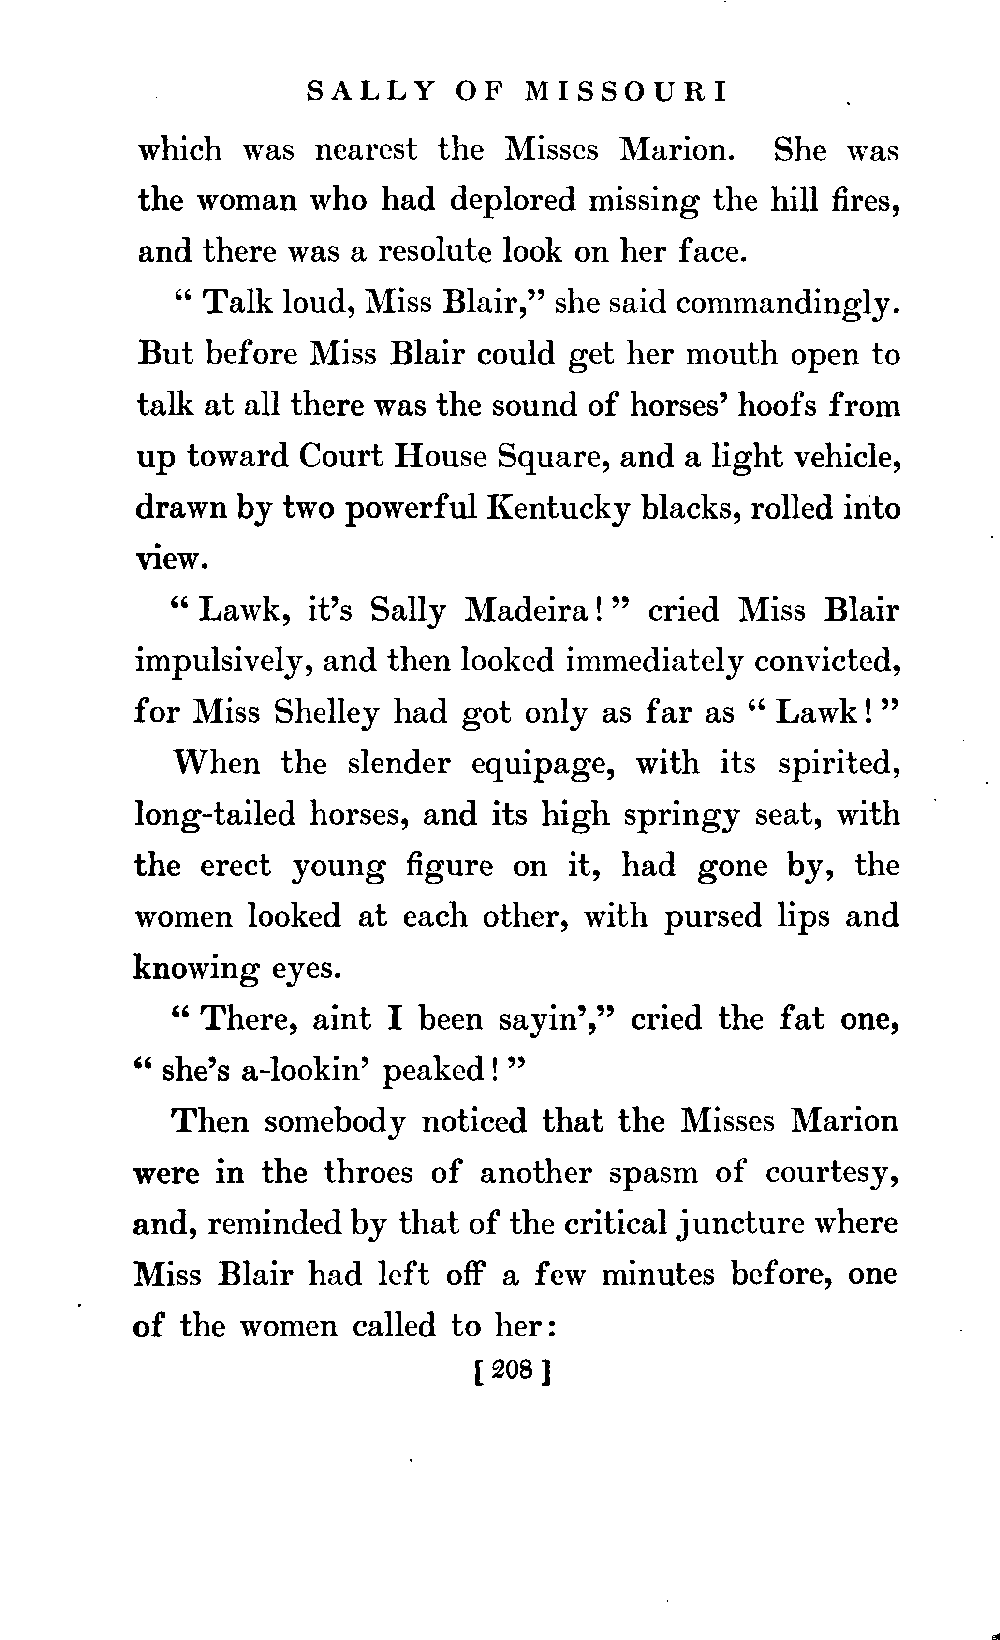 SALLY OF MISSOURI
which was nearest the Misses Marion. She was
the woman who had deplored missing the hill fires,
and there was a resolute look on her face.
" Talk loud, Miss Blair," she said commandingly.
But before Miss Blair could get her mouth open to
talk at all there was the sound of horses' hoofs from
up toward Court House Square, and a light vehicle,
drawn by two powerful Kentucky blacks, rolled into
view.
" Lawk, it's Sally Madeira! " cried Miss Blair
impulsively, and then looked immediately convicted,
for Miss Shelley had got only as far as " Lawk! "
When the slender equipage, with its spirited,
long-tailed horses, and its high springy seat, with
the erect young figure on it, had gone by, the
women looked at each other, with pursed lips and
knowing eyes.
" There, aint I been sayin'," cried the fat one,
" she's a-lookin' peaked! "
Then somebody noticed that the Misses Marion
were in the throes of another spasm of courtesy,
and, reminded by that of the critical juncture where
Miss Blair had left off a few minutes before, one
of the women called to her:
[ 208 ]